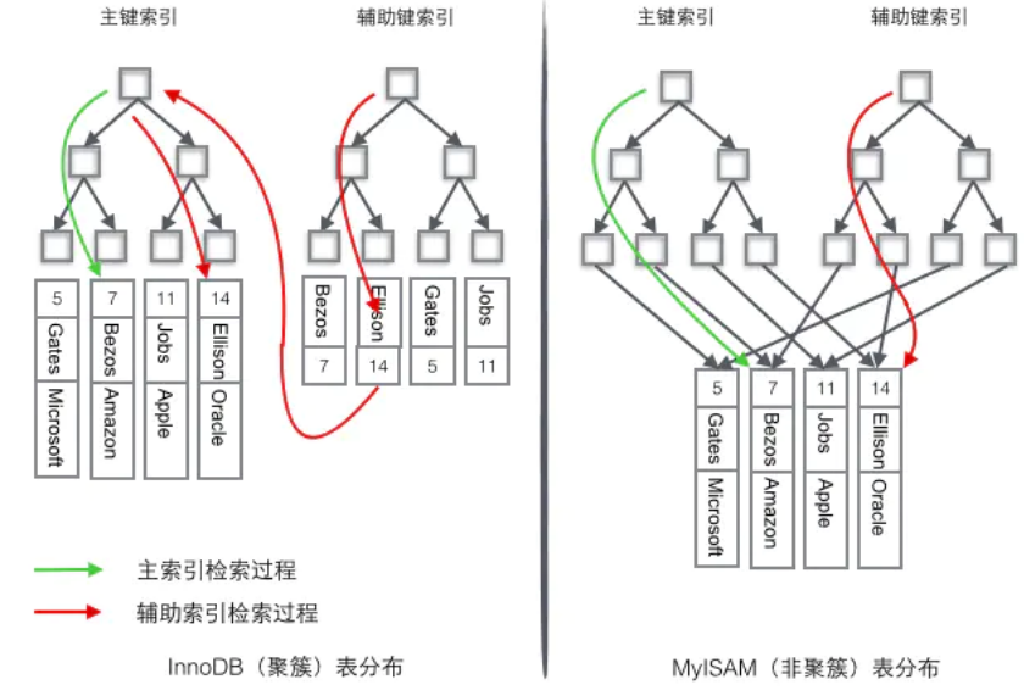 主键索引
辅助键索引
主键索引
辅助键索引
5
Gates
Microsoft
7
Bezos
Amazon
11
Jobs
Apple
14
Ellison
Oracle
Bezos
7
Ellison
14
Gates
5
Jobs
11
5
Gates
Microsoft
7
Bezos
Amazon
11
Jobs
Apple
14
Ellison
Oracle
主索引检索过程
辅助索引检索过程
InnoDB（聚簇）表分布
MyISAM（非聚簇）表分布